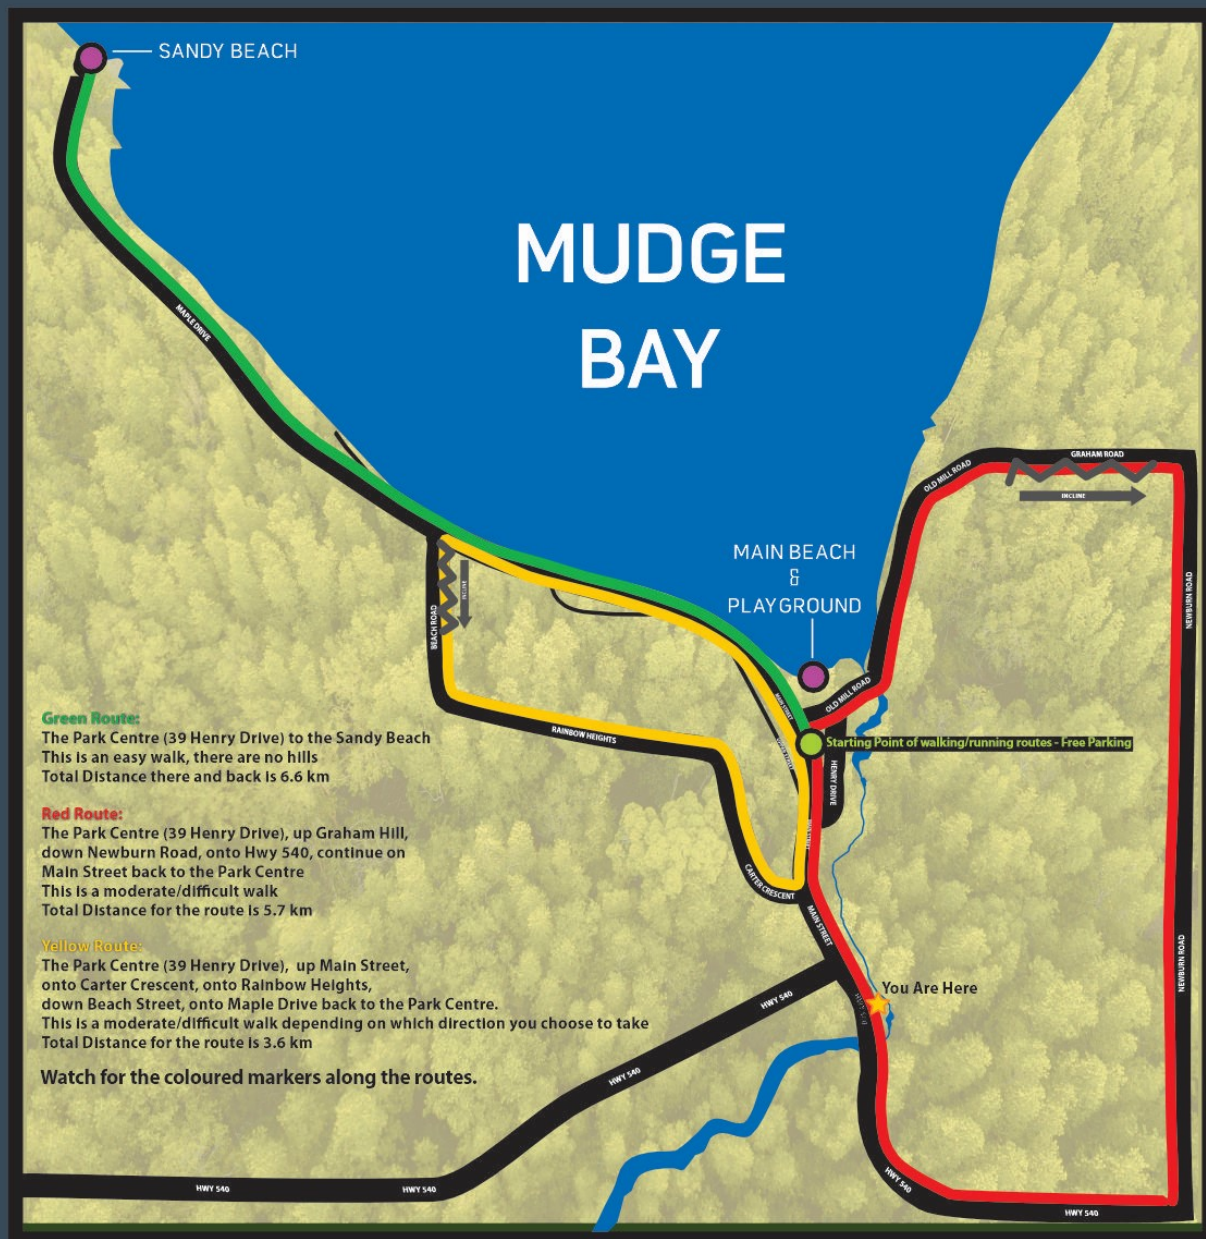 SANDY BEACH
MUDGE
BAY
MAPLE DRIVE
GRAHAM ROAD
OLD MILL ROAD
INCLINE
MAIN BEACH
&
PLAYGROUND
INCLINE
BEACH ROAD
NEWBURN ROAD
OLD MILL ROAD
MAIN STREET
Green Route:
The Park Centre (39 Henry Drive) to the Sandy Beach
This is an easy walk, there are no hills
Total Distance there and back is 6.6 km
RAINBOW HEIGHTS
Starting Point of walking/running routes - Free Parking
HENRY DRIVE
Red Route:
The Park Centre (39 Henry Drive), up Graham Hill,
down Newburn Road, onto Hwy 540, continue on
Main Street back to the Park Centre
This is a moderate/difficult walk
Total Distance for the route is 5.7 km
CARTER CRESCENT
MAIN STREET
Yellow Route:
The Park Centre (39 Henry Drive), up Main Street,
onto Carter Crescent, onto Rainbow Heights,
down Beach Street, onto Maple Drive back to the Park Centre.
This is a moderate/difficult walk depending on which direction you choose to take
Total Distance for the route is 3.6 km
NEWBURN ROAD
You Are Here
HWY 540
HWY 540
Watch for the coloured markers along the routes.
HWY 540
HWY 540
HWY 540
HWY 540
HWY 540